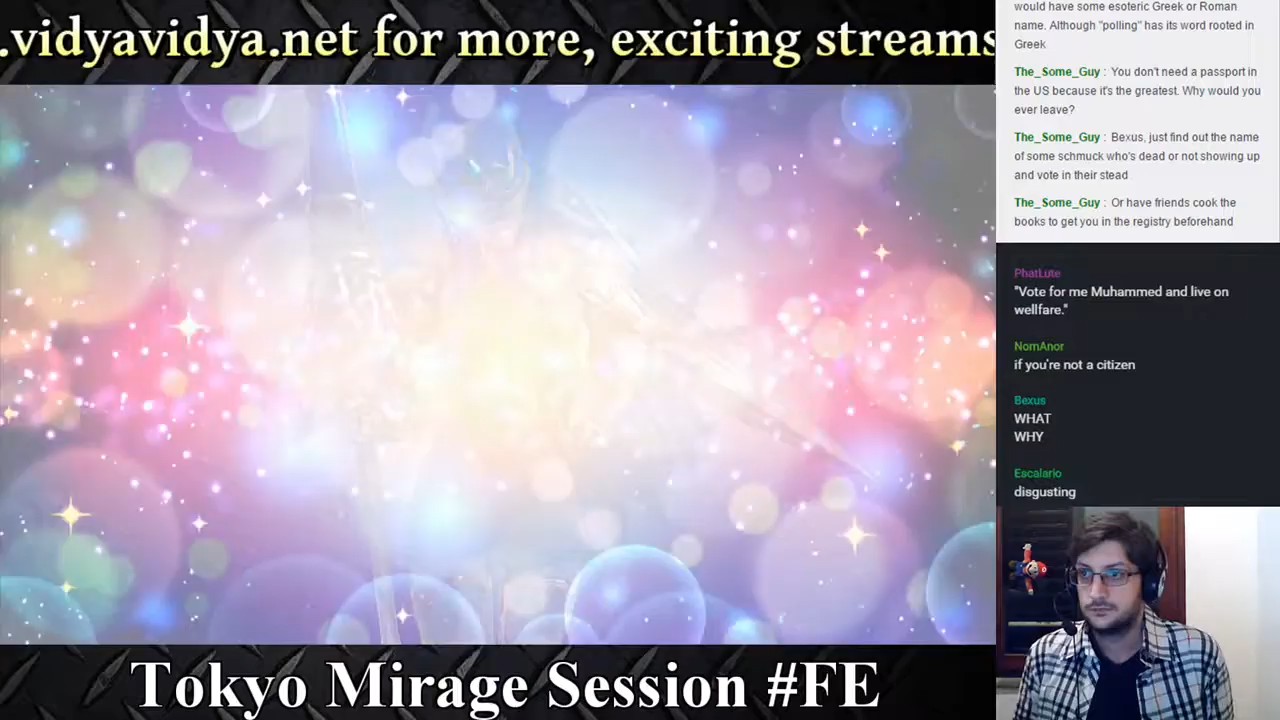 .vidyavidya.net for more, exciting streams
would have some esoteric Greek or Roman
name. Although "polling" has its word rooted in
Greek
The_Some_Guy : You don't need a passport in
the US because it's the greatest. Why would you
ever leave?
The_Some_Guy : Bexus, just find out the name
of some schmuck who's dead or not showing up
and vote in their stead
The_Some_Guy : Or have friends cook the
books to get you in the registry beforehand
PhatLute
"Vote for me Muhammed and live on
wellfare."
NomAnor
if you're not a citizen
Bexus
WHAT
WHY
Escalario
disgusting
Tokyo Mirage Session #FE